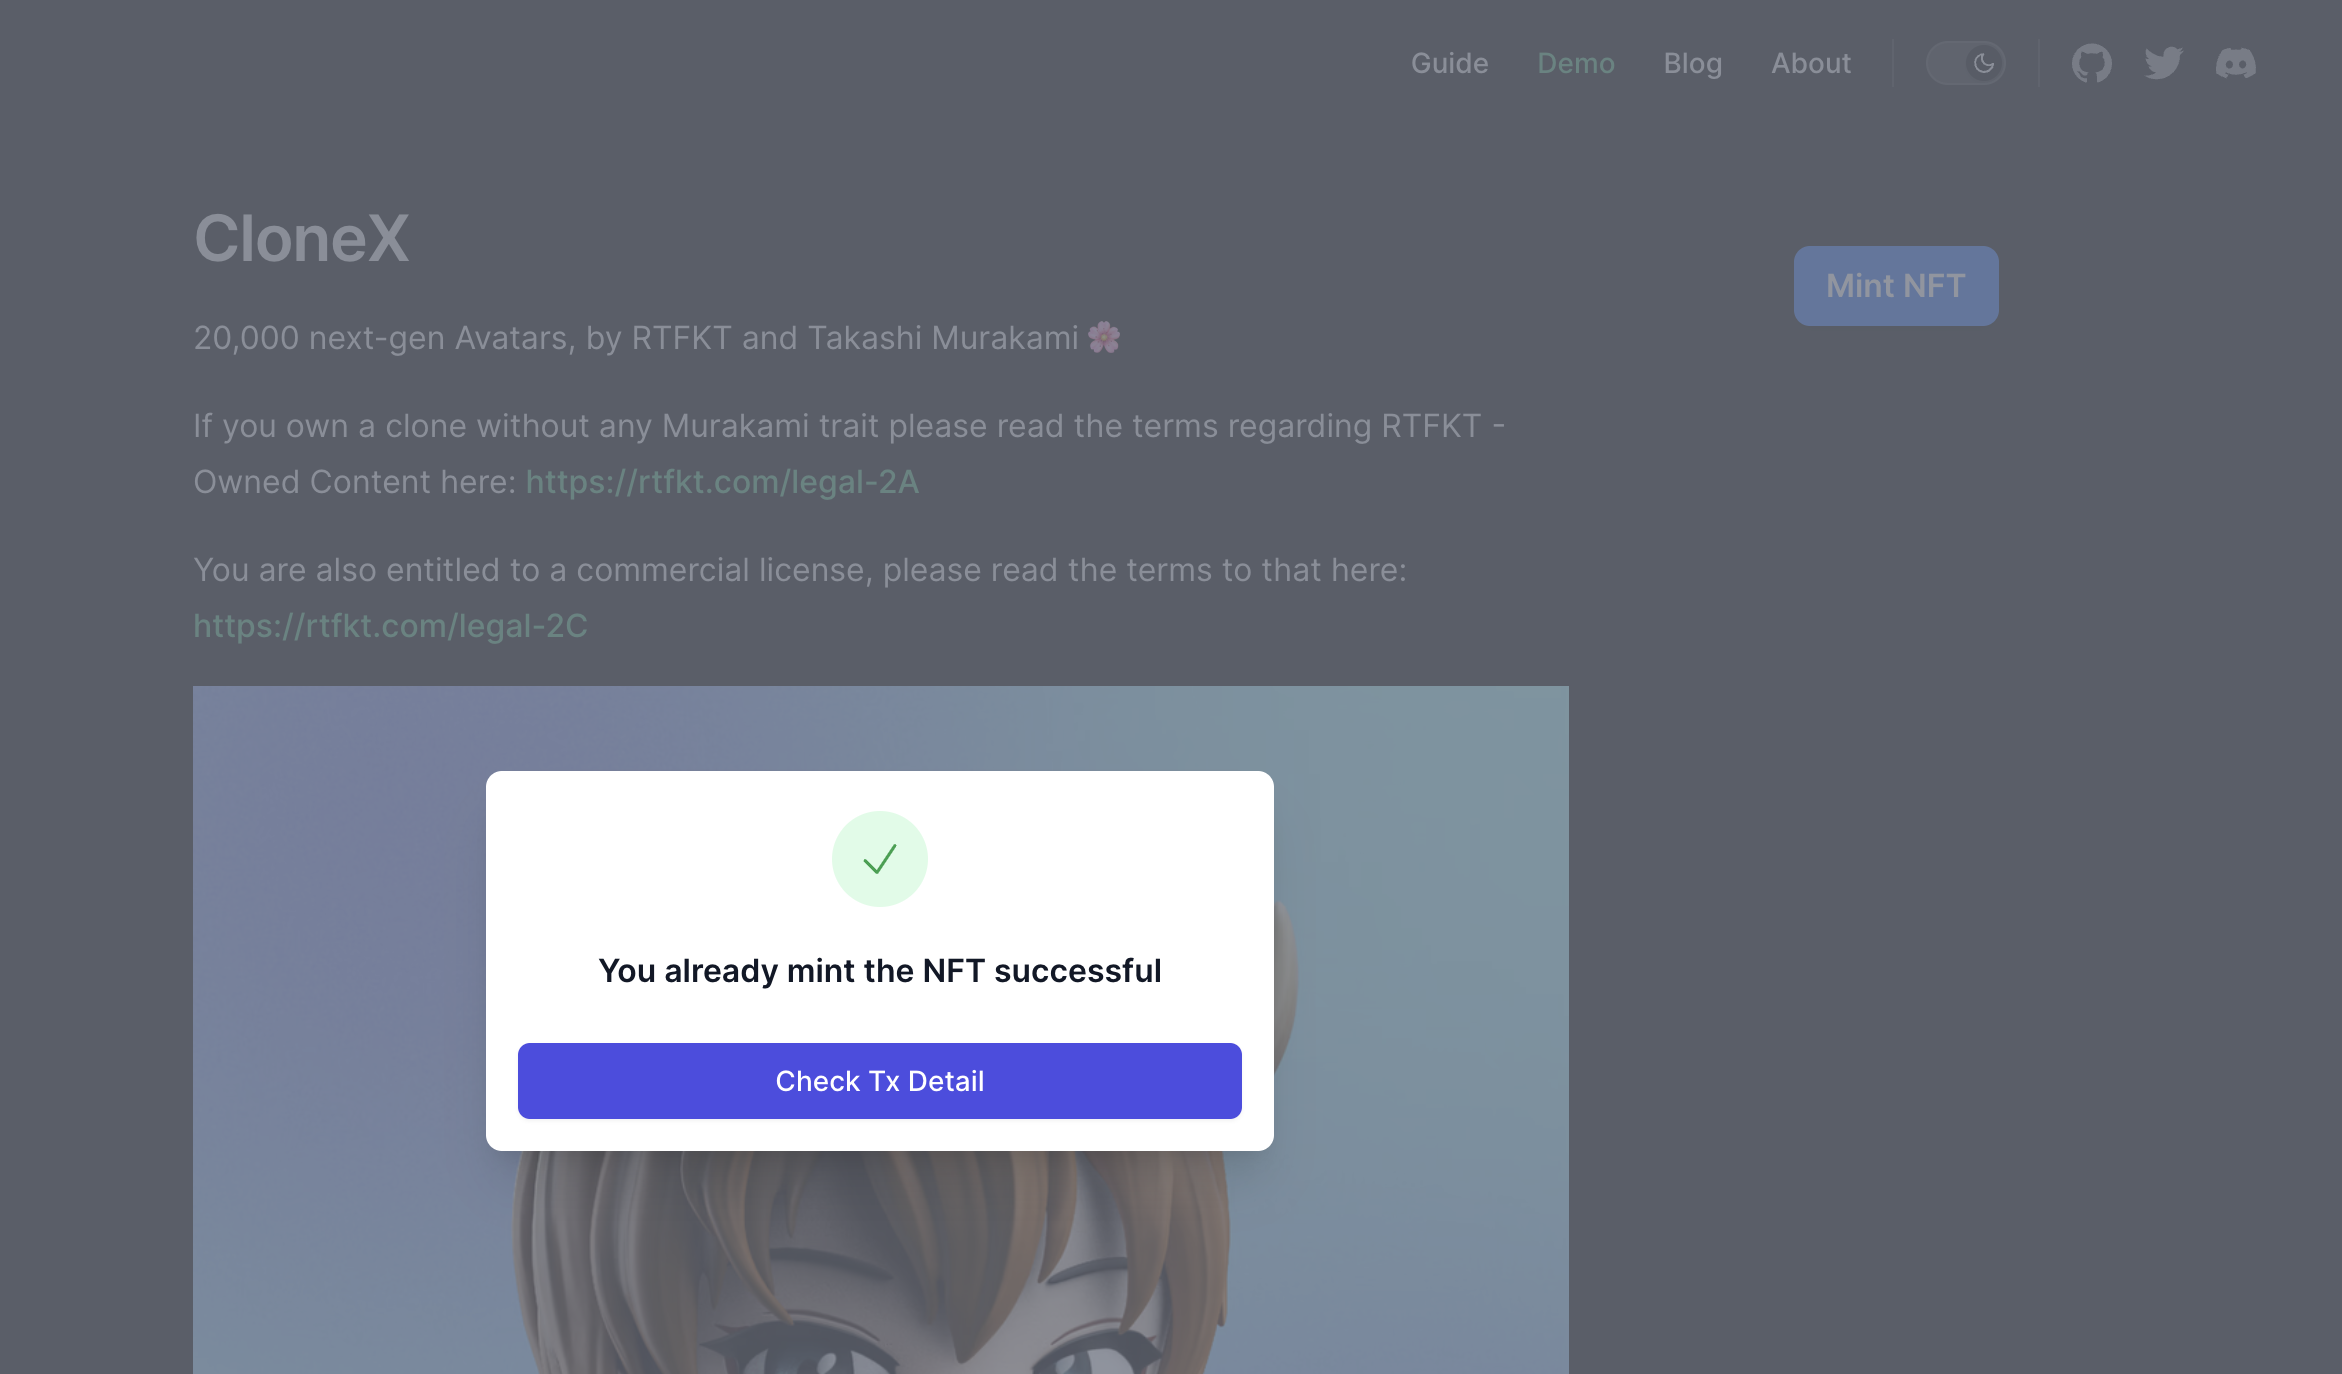 Guide Demo Blog About
CloneX
Mint NFT
20,000 next-gen Avatars, by RTFKT and Takashi Murakami 🌸
If you own a clone without any Murakami trait please read the terms regarding RTFKT -
Owned Content here: https://rtfkt.com/legal-2A
You are also entitled to a commercial license, please read the terms to that here:
https://rtfkt.com/legal-2C
You already mint the NFT successful
Check Tx Detail